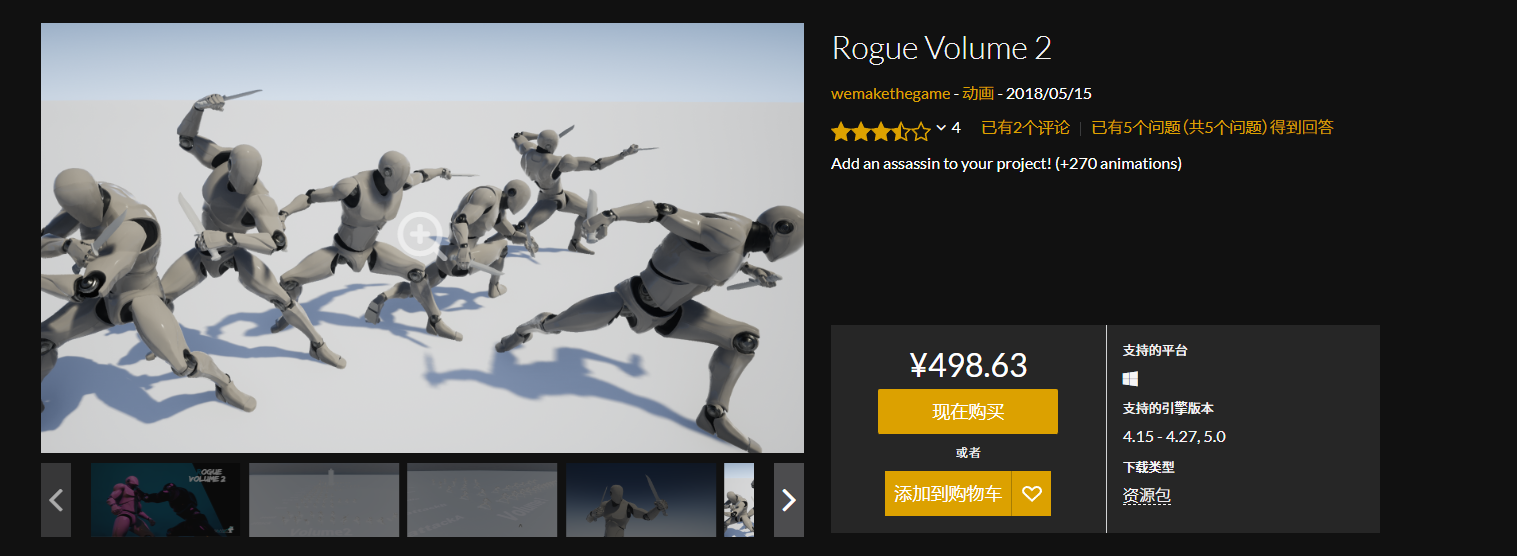 Rogue Volume 2
wemakethegame - 动画 - 2018/05/15
4 已有2个评论 | 已有5个问题 (共5个问题) 得到回答
Add an assassin to your project! (+270 animations)
¥498.63
现在购买
或者
添加到购物车
支持的平台
支持的引擎版本
4.15 - 4.27, 5.0
下载类型
资源包
ROGUE
VOLUME 2